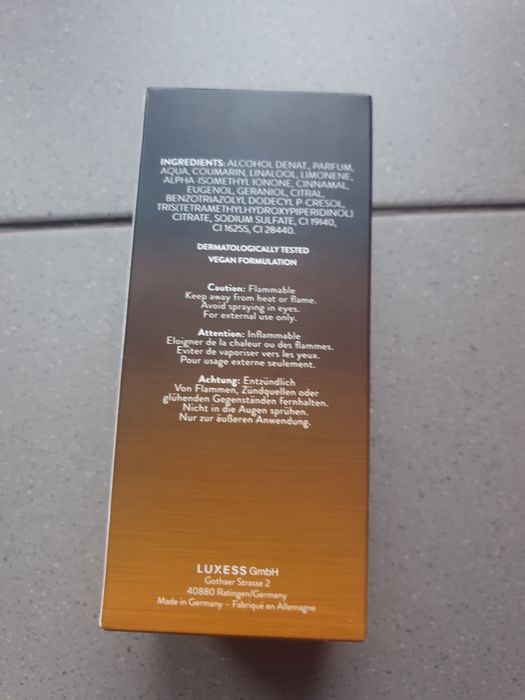 INGREDIENTS: ALCOHOL DENAT., PARFUM,
AQUA, COUMARIN, LINALOOL, LIMONENE,
ALPHA-ISOMETHYL IONONE, CINNAMAL,
EUGENOL, GERANIOL, CITRAL,
BENZOTRIAZOLYL DODECYL P-CRESOL,
TRIS(TETRAMETHYLHYDROXYPIPERIDINOL)
CITRATE, SODIUM SULFATE, CI 19140,
CI 16255, CI 28440.
DERMATOLOGICALLY TESTED
VEGAN FORMULATION
Caution: Flammable
Keep away from heat or flame.
Avoid spraying in eyes.
For external use only.
Attention: Inflammable
Eloigner de la chaleur ou des flammes.
Eviter de vaporiser vers les yeux.
Pour usage externe seulement.
Achtung: Entzündlich
Von Flammen, Zündquellen oder
glühenden Gegenständen fernhalten.
Nicht in die Augen sprühen.
Nur zur äußeren Anwendung.
LUXESS GmbH
Gothaer Strasse 2
40880 Ratingen/Germany
Made in Germany – Fabriqué en Allemagne